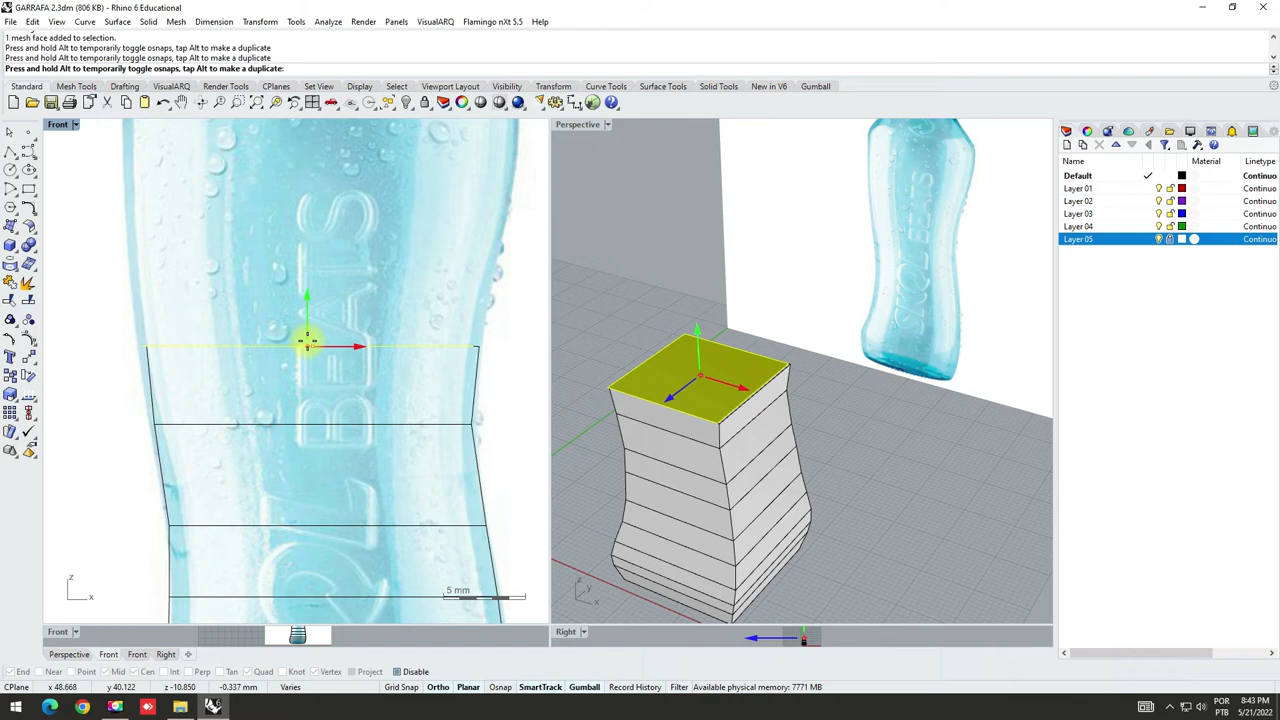 GARRAFA 2.3dm (806 KB) - Rhino 6 Educational
File Edit View Curve Surface Solid Mesh Dimension Transform Tools Analyze Render Panels VisualARQ Flamingo nXt 5.5 Help
1 mesh face added to selection.
Press and hold Alt to temporarily toggle osnaps, tap Alt to make a duplicate
Press and hold Alt to temporarily toggle osnaps, tap Alt to make a duplicate
Press and hold Alt to temporarily toggle osnaps, tap Alt to make a duplicate:
Standard Mesh Tools Drafting VisualARQ Render Tools CPlanes Set View Display Select Viewport Layout Visibility Transform Curve Tools Surface Tools Solid Tools New in V6 Gumball
Front
Perspective
Name Material Linetype
Default Continuo
Layer 01 Continuo
Layer 02 Continuo
Layer 03 Continuo
Layer 04 Continuo
Layer 05 Continuo
BEATS
z
x
5 mm
z
y
x
Front
Right
Perspective Front Front Right
End Near Point Mid Cen Int Perp Tan Quad Knot Vertex Project Disable
CPlane x 48.668 y 40.122 z -10.850 -0.337 mm Varies Grid Snap Ortho Planar Osnap SmartTrack Gumball Record History Filter Available physical memory: 7771 MB
POR
PTB
8:43 PM
5/21/2022